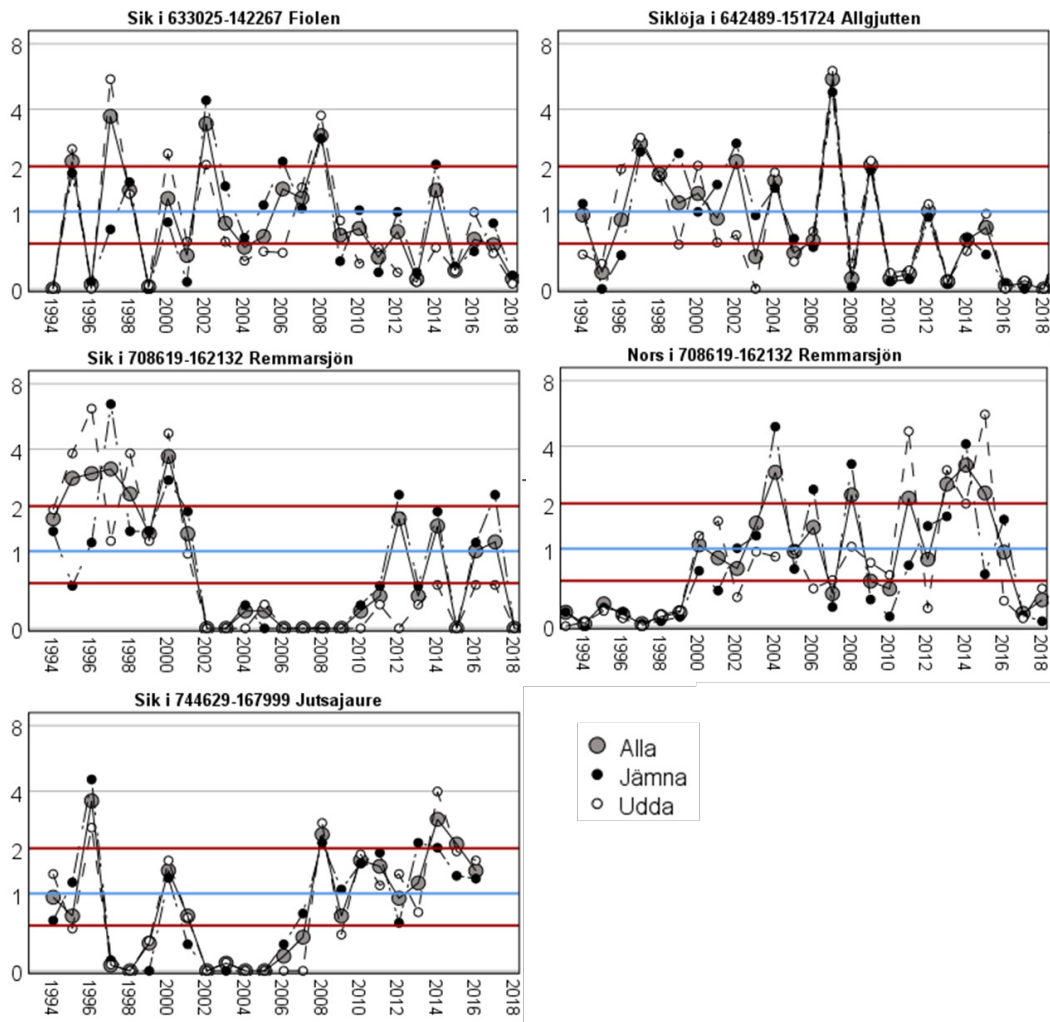 Sik i 633025-142267 Fiolen
8
4
2
1
0
1994 1996 1998 2000 2002 2004 2006 2008 2010 2012 2014 2016 2018
Siklöja i 642489-151724 Allgjutten
8
4
2
1
0
1994 1996 1998 2000 2002 2004 2006 2008 2010 2012 2014 2016 2018
Sik i 708619-162132 Remmarsjön
8
4
2
1
0
1994 1996 1998 2000 2002 2004 2006 2008 2010 2012 2014 2016 2018
Nors i 708619-162132 Remmarsjön
8
4
2
1
0
1994 1996 1998 2000 2002 2004 2006 2008 2010 2012 2014 2016 2018
Sik i 744629-167999 Jutsajaure
8
4
2
1
0
1994 1996 1998 2000 2002 2004 2006 2008 2010 2012 2014 2016 2018
Alla
Jämna
Udda